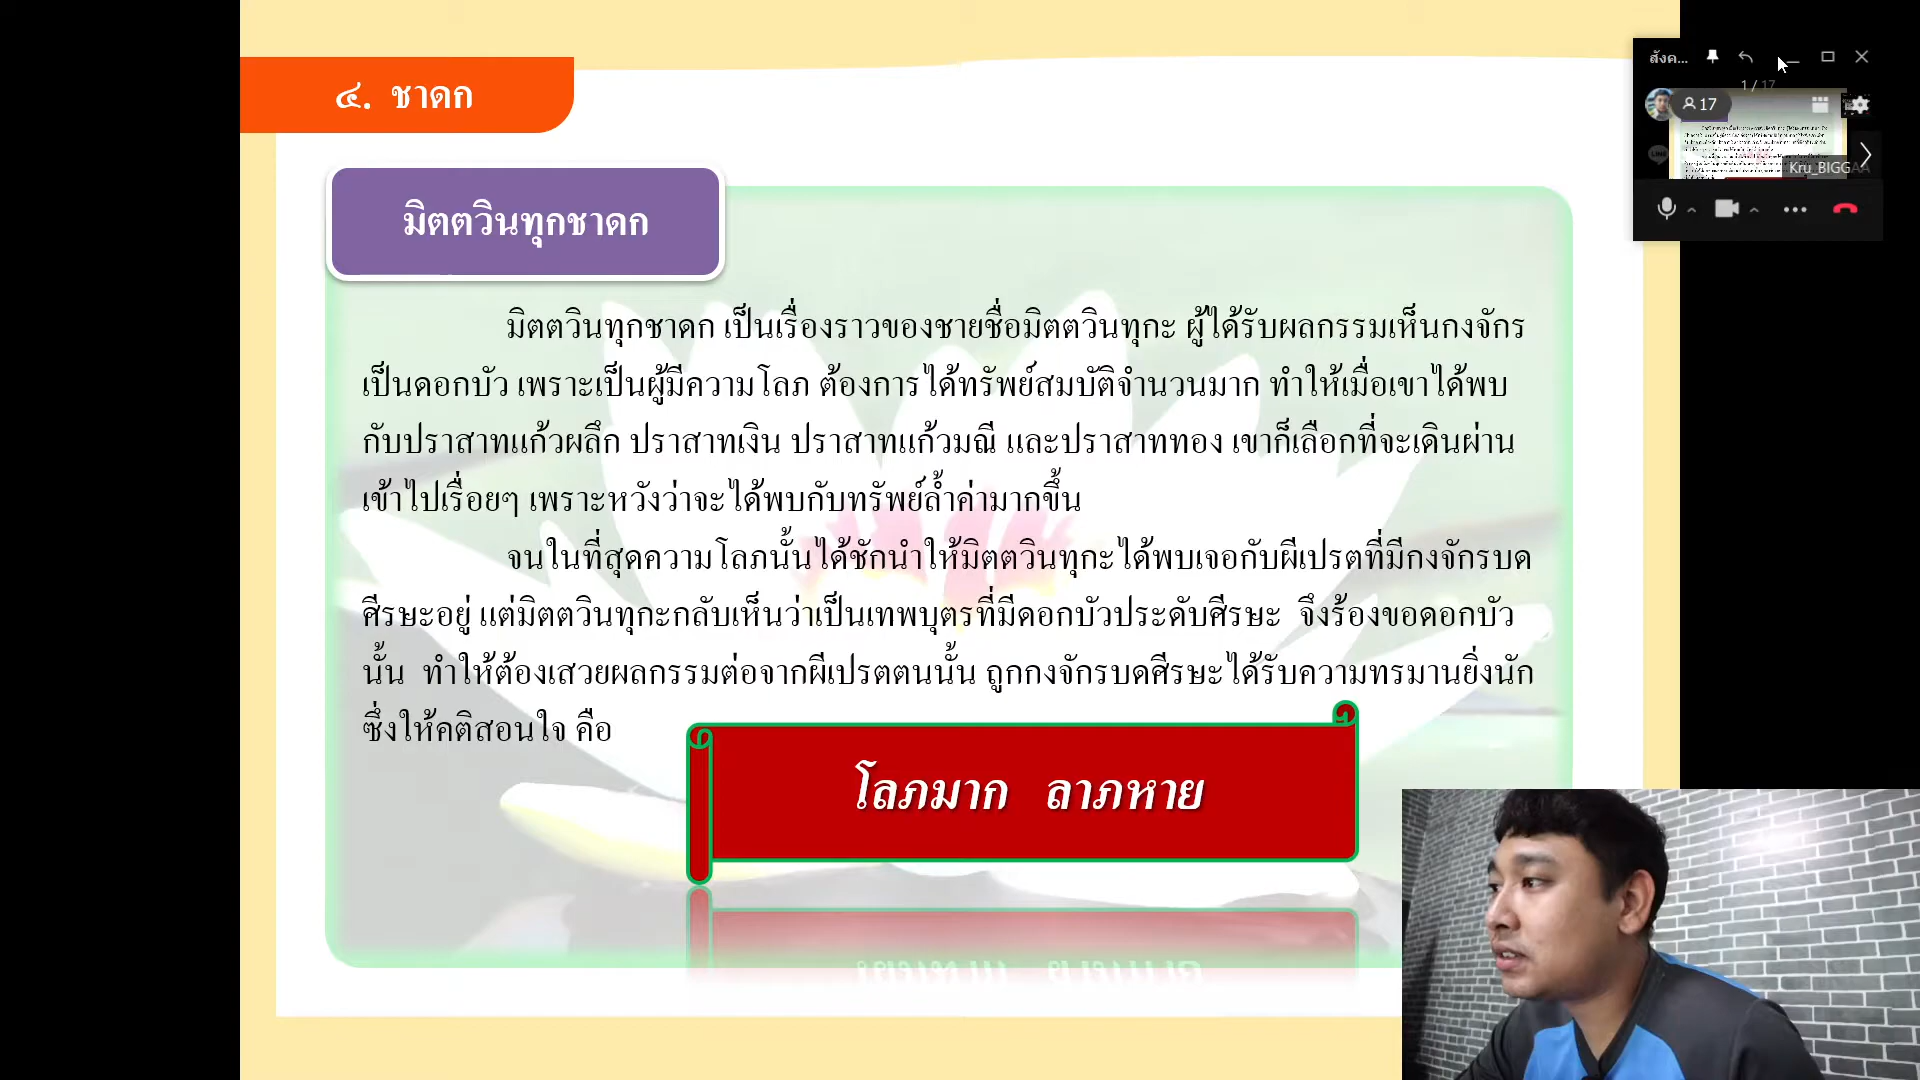 ๔. ชาดก
มิตตวินทุกชาดก
มิตตวินทุกชาดก เป็นเรื่องราวของชายชื่อมิตตวินทุกะ ผู้ได้รับผลกรรมเห็นกงจักร
เป็นดอกบัว เพราะเป็นผู้มีความโลภ ต้องการได้ทรัพย์สมบัติจำนวนมาก ทำให้เมื่อเขาได้พบ
กับปราสาทแก้วผลึก ปราสาทเงิน ปราสาทแก้วมณี และปราสาททอง เขาก็เลือกที่จะเดินผ่าน
เข้าไปเรื่อยๆ เพราะหวังว่าจะได้พบกับทรัพย์ล้ำค่ามากขึ้น
จนในที่สุดความโลภนั้นได้ชักนำให้มิตตวินทุกะได้พบเจอกับผีเปรตที่มีกงจักรบด
ศีรษะอยู่ แต่มิตตวินทุกะกลับเห็นว่าเป็นเทพบุตรที่มีดอกบัวประดับศีรษะ จึงร้องขอดอกบัว
นั้น ทำให้ต้องเสวยผลกรรมต่อจากผีเปรตตนนั้น ถูกกงจักรบดศีรษะได้รับความทรมานยิ่งนัก
ซึ่งให้คติสอนใจ คือ
โลภมาก ลาภหาย
สังค...
1 / 17
17
LINE
Kru_BIGGAA